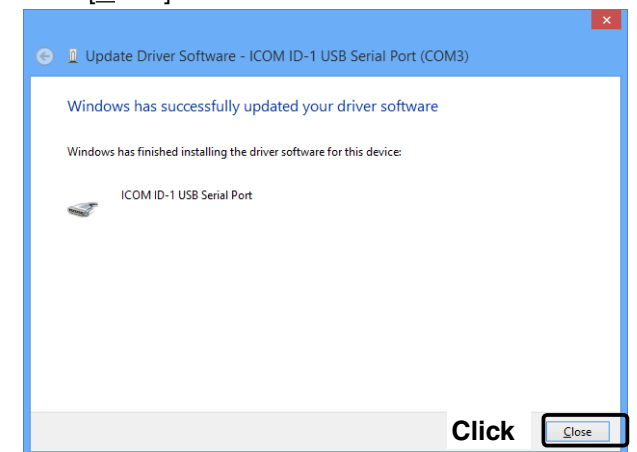 Update Driver Software - ICOM ID-1 USB Serial Port (COM3)
Windows has successfully updated your driver software
Windows has finished installing the driver software for this device:
ICOM ID-1 USB Serial Port
Click
Close